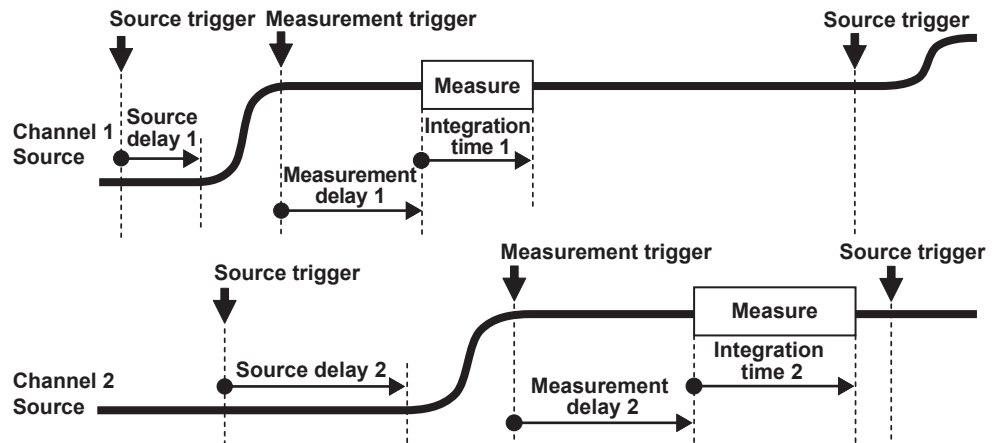 Source trigger
Measurement trigger
Source trigger
Measure
Channel 1
Source
Source
delay 1
Integration
time 1
Measurement
delay 1
Source trigger
Measurement trigger
Source trigger
Measure
Channel 2
Source
Source delay 2
Integration
time 2
Measurement
delay 2